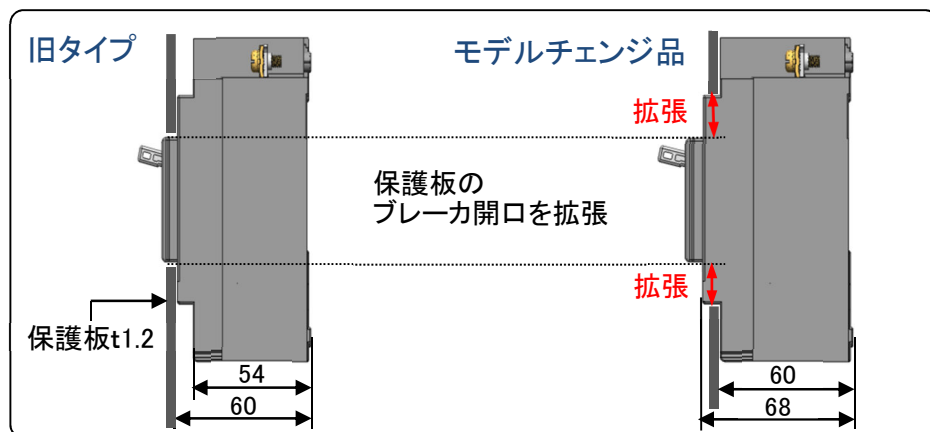 旧タイプ
モデルチェンジ品
拡張
保護板の
ブレーカ開口を拡張
拡張
保護板t1.2
54
60
60
68